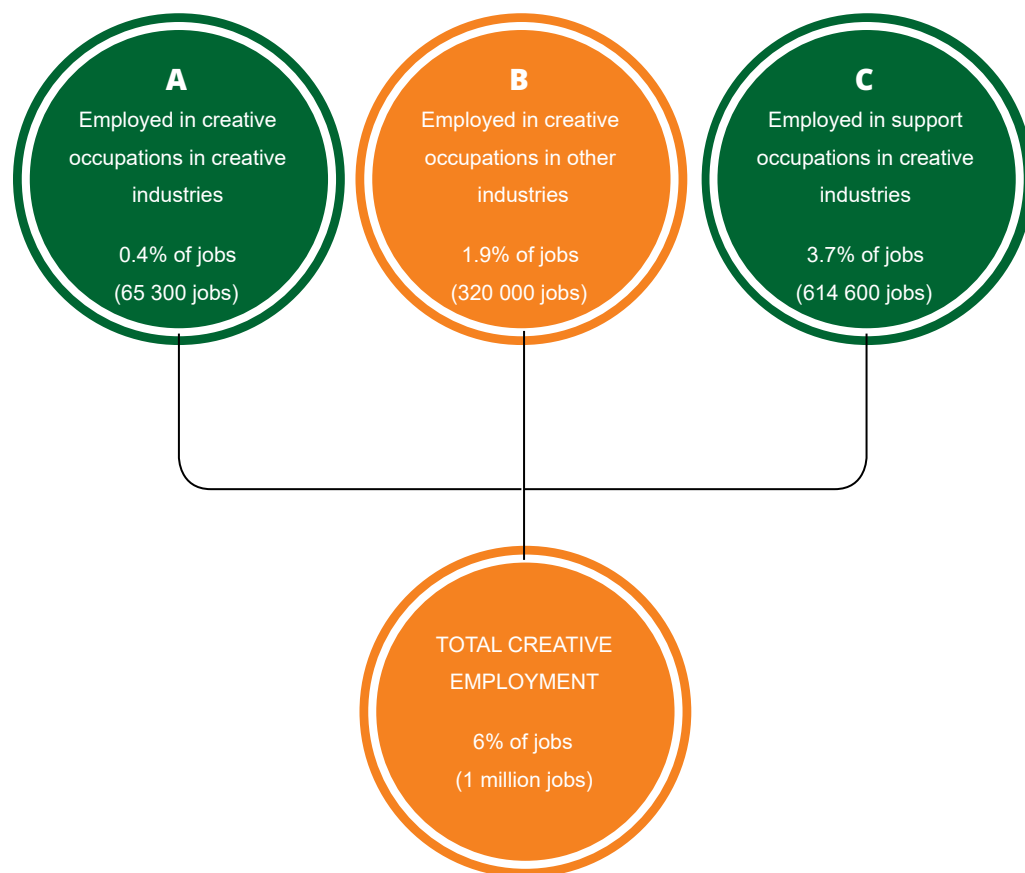 A
Employed in creative
occupations in creative
industries
0.4% of jobs
(65 300 jobs)
B
Employed in creative
occupations in other
industries
1.9% of jobs
(320 000 jobs)
C
Employed in support
occupations in creative
industries
3.7% of jobs
(614 600 jobs)
TOTAL CREATIVE
EMPLOYMENT
6% of jobs
(1 million jobs)